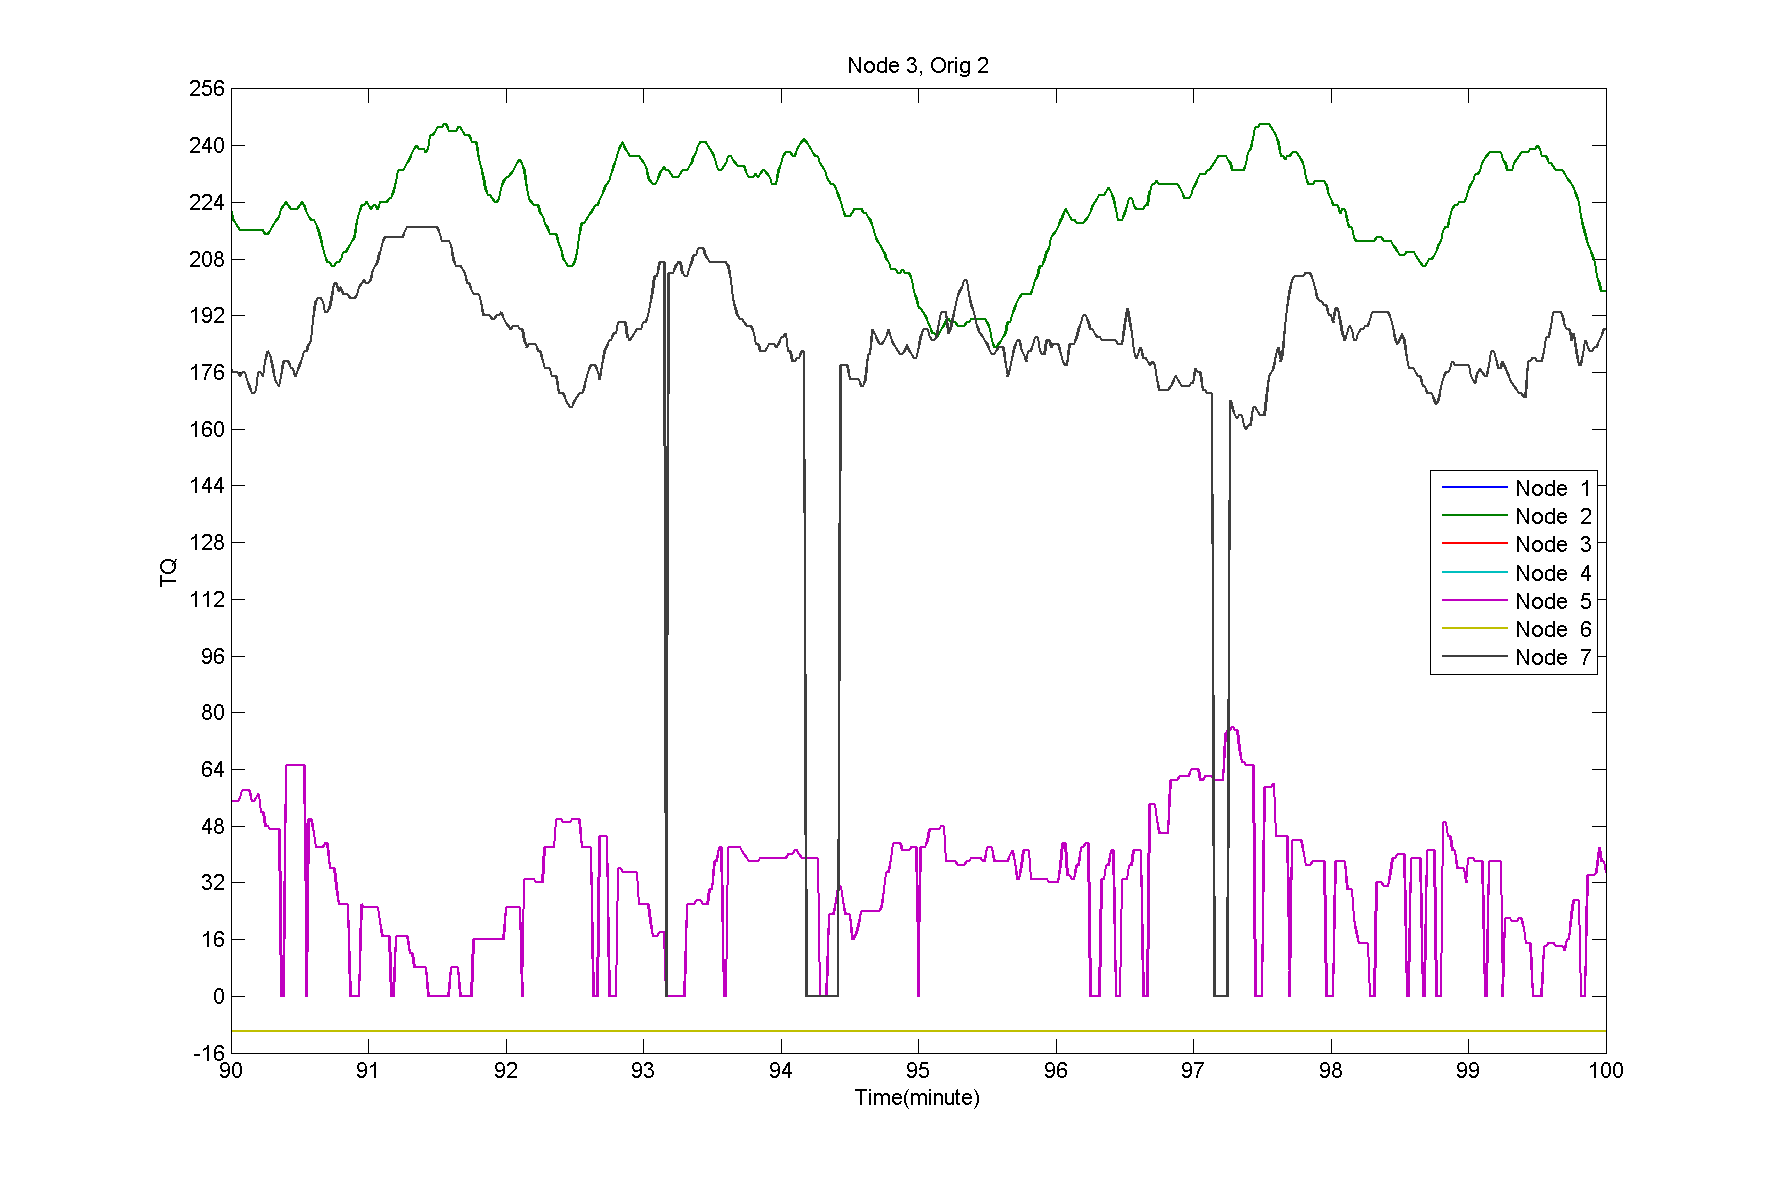 Node 3, Orig 2
256
240
224
208
192
176
160
144
128
112
96
80
64
48
32
16
0
-16
TQ
Node 1
Node 2
Node 3
Node 4
Node 5
Node 6
Node 7
90 91 92 93 94 95 96 97 98 99 100
Time(minute)